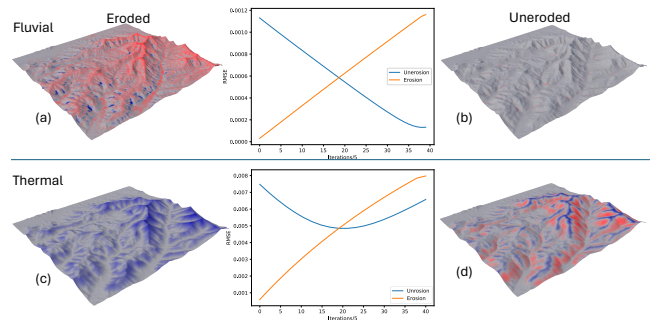 Eroded
Uneroded
Fluvial
0.0012
0.0010
0.0008
0.0006
0.0004
0.0002
0.0000
RMSE
Unerosion
Erosion
0 5 10 15 20 25 30 35 40
Iterations/5
(a)
(b)
Thermal
0.008
0.007
0.006
0.005
0.004
0.003
0.002
0.001
RMSE
Unrosion
Erosion
0 5 10 15 20 25 30 35 40
Iterations/5
(c)
(d)